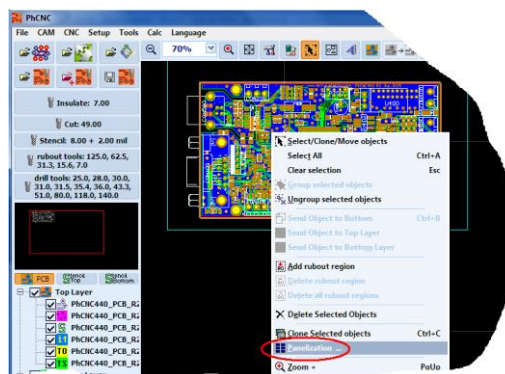 PhCNC
File CAM CNC Setup Tools Calc Language
70%
Insulate: 7.00
Cut: 49.00
Stencil: 8.00 + 2.00 mil
rubout tools: 125.0, 62.5,
31.3, 15.6, 7.0
drill tools: 25.0, 28.0, 30.0,
31.0, 31.5, 35.4, 36.0, 43.3,
51.0, 80.0, 118.0, 140.0
PCB Stencil Top Stencil Bottom
Top Layer
PhCNC440_PCB_R2
PhCNC440_PCB_R2
PhCNC440_PCB_R2
PhCNC440_PCB_R2
PhCNC440_PCB_R2
PhCNC440_PCB_R2
Select/Clone/Move objects
Select All Ctrl+A
Clear selection Esc
Group selected objects
Ungroup selected objects
Send Object to Bottom Ctrl+B
Send Object to Top Layer
Send Object to Bottom Layer
Add rubout region
Delete rubout region
Delete all rubout regions
Delete Selected Objects
Clone Selected objects Ctrl+C
Panelization ...
Zoom + PgUp